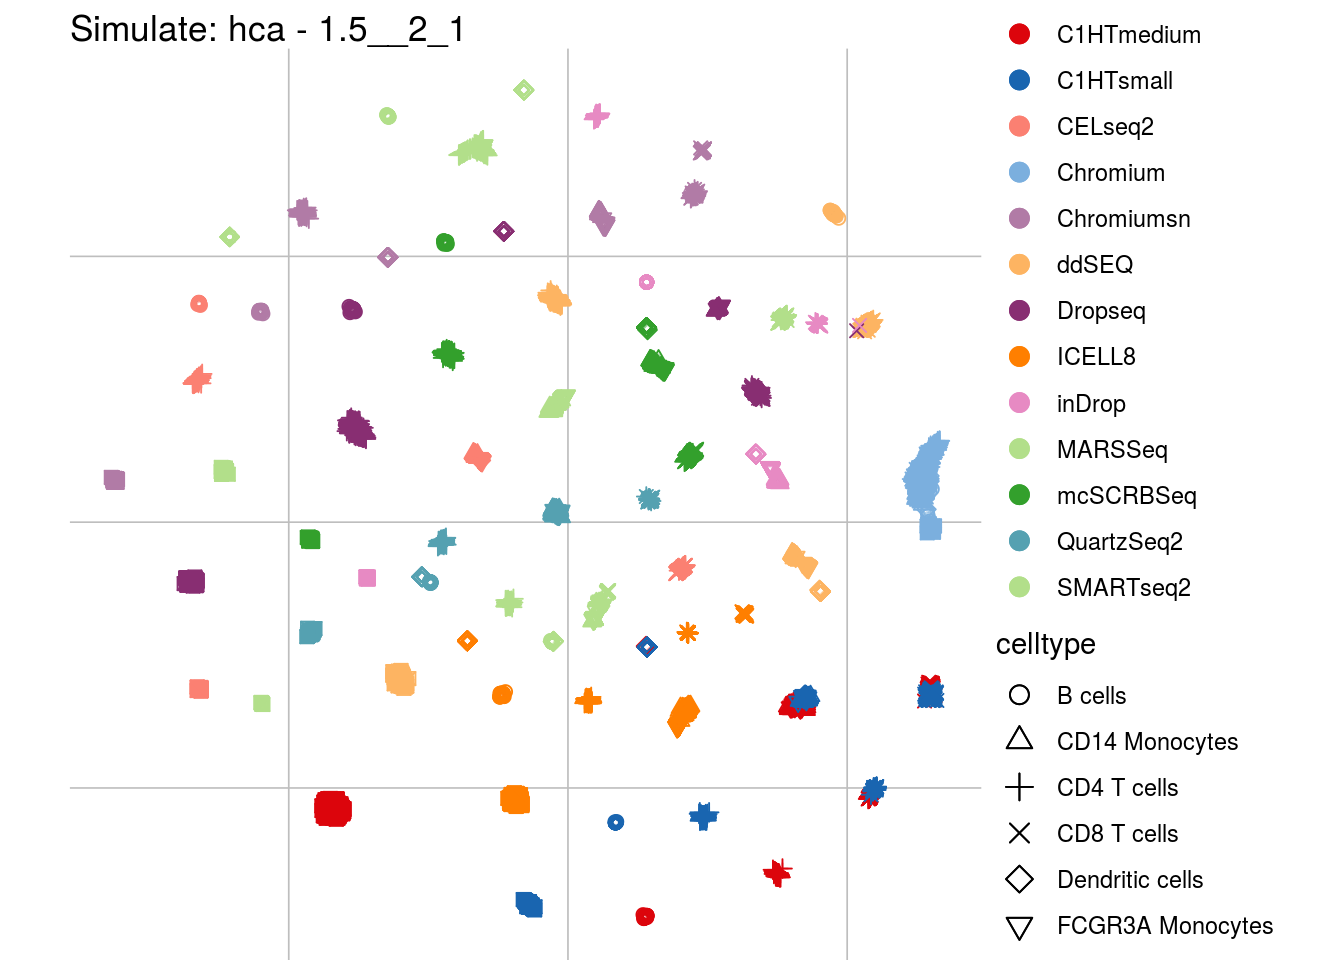 Simulate: hca - 1.5__2_1
C1HTmedium
C1HTsmall
CELseq2
Chromium
Chromiumsn
ddSEQ
Dropseq
ICELL8
inDrop
MARSSeq
mcSCRBSeq
QuartzSeq2
SMARTseq2
celltype
B cells
CD14 Monocytes
CD4 T cells
CD8 T cells
Dendritic cells
FCGR3A Monocytes